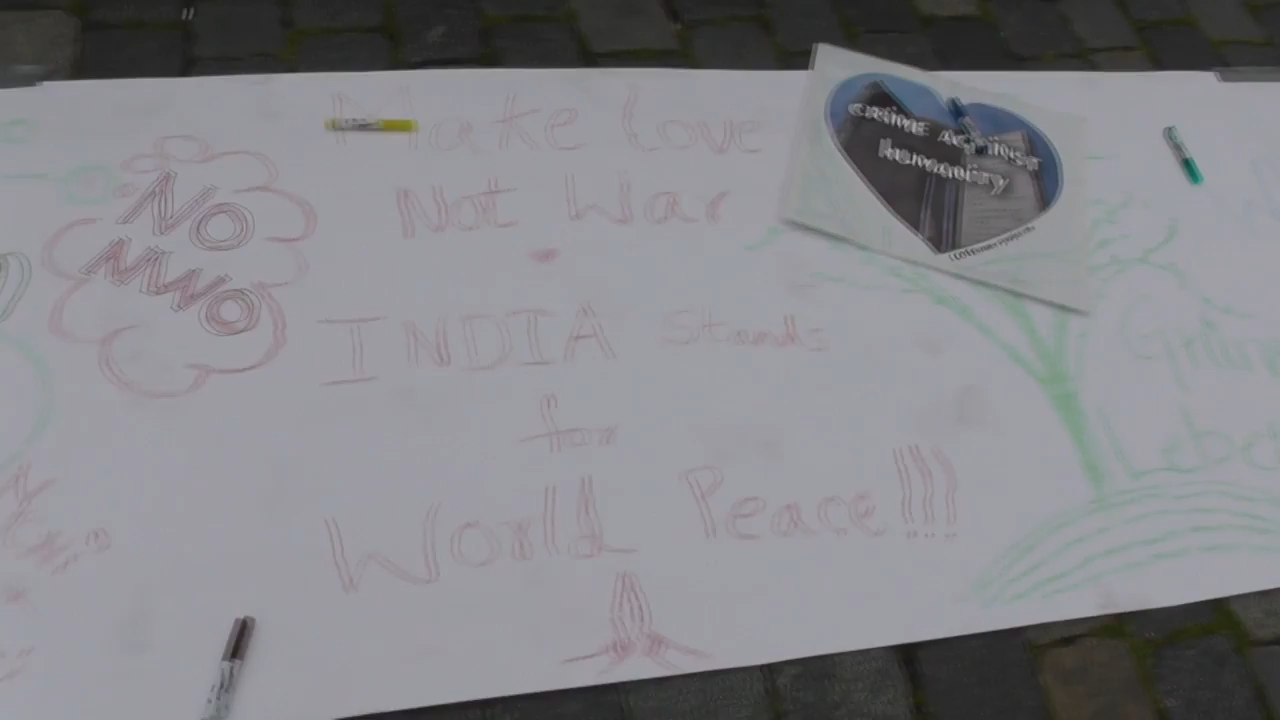 NO
NWO
Make Love
Not War
INDIA Stands
for
World Peace!!!
CRIME AGAINST
humanity